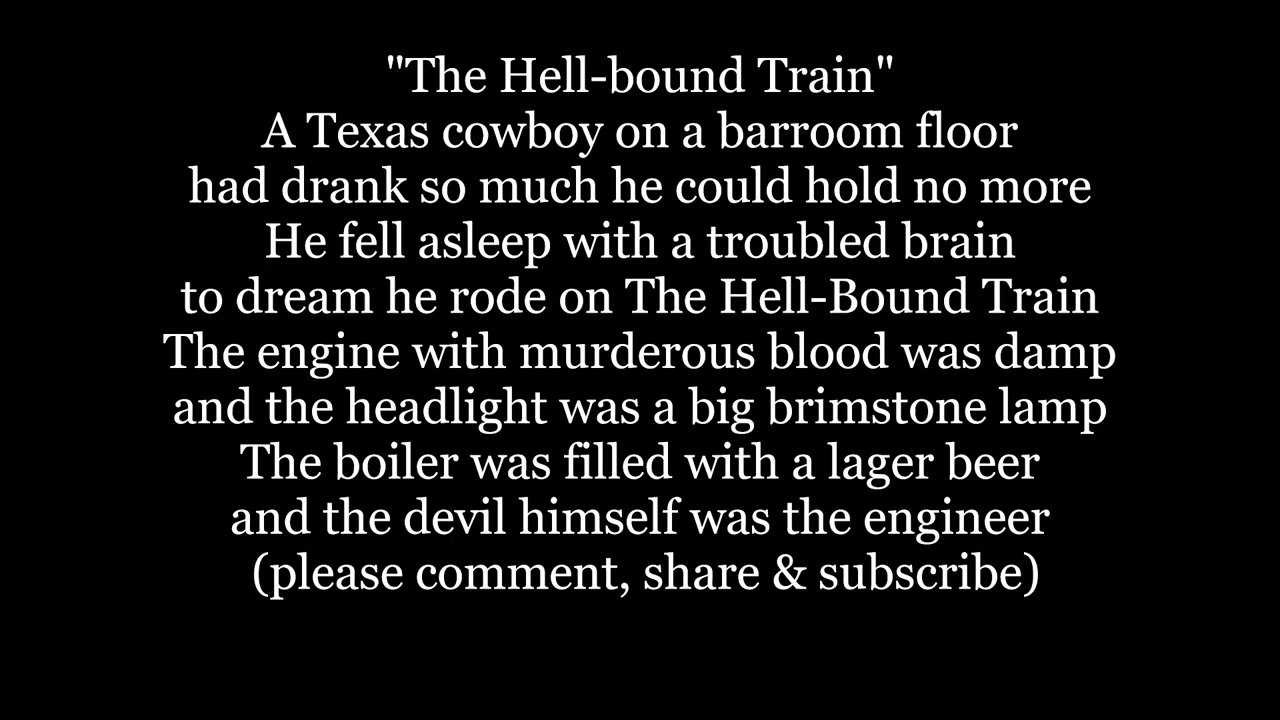 "The Hell-bound Train"
A Texas cowboy on a barroom floor
had drank so much he could hold no more
He fell asleep with a troubled brain
to dream he rode on The Hell-Bound Train
The engine with murderous blood was damp
and the headlight was a big brimstone lamp
The boiler was filled with a lager beer
and the devil himself was the engineer
(please comment, share & subscribe)